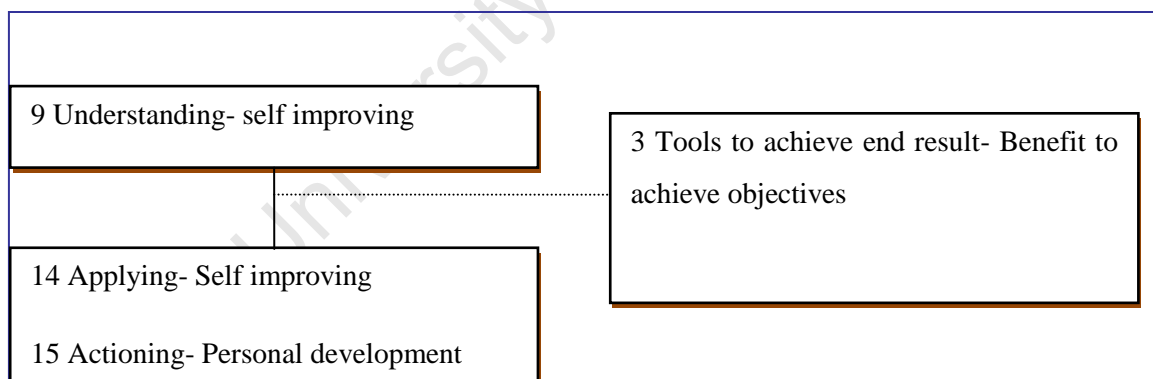 University
9 Understanding- self improving
3 Tools to achieve end result- Benefit to
achieve objectives
14 Applying- Self improving
15 Actioning- Personal development